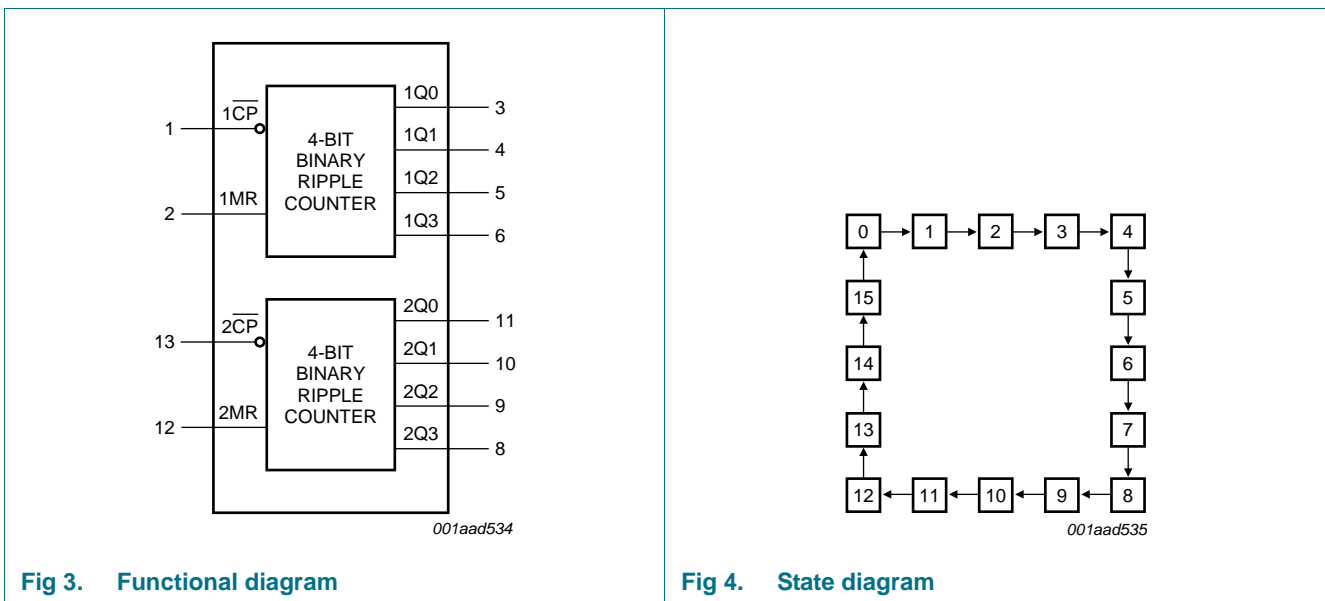 1C̅P̅
1MR
1
2
4-BIT
BINARY
RIPPLE
COUNTER
1Q0
1Q1
1Q2
1Q3
3
4
5
6
2C̅P̅
2MR
13
12
4-BIT
BINARY
RIPPLE
COUNTER
2Q0
2Q1
2Q2
2Q3
11
10
9
8
001aad534
Fig 3. Functional diagram
0 1 2 3 4
15 5
14 6
13 7
12 11 10 9 8
001aad535
Fig 4. State diagram